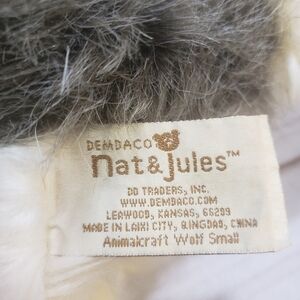 DEMDACO
nat&jules™
DD TRADERS, INC.
WWW.DEMDACO.COM
LEAWOOD, KANSAS, 66209
MADE IN LAIXI CITY, QINGDAO, CHINA
Animalcraft Wolf Small